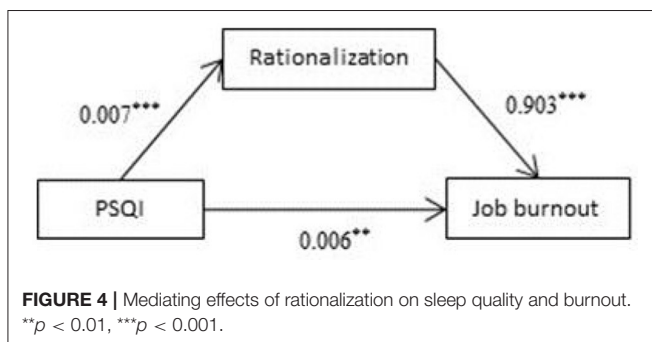 Rationalization
0.007***
0.903***
PSQI
Job burnout
0.006**
FIGURE 4 | Mediating effects of rationalization on sleep quality and burnout.
**p < 0.01, ***p < 0.001.